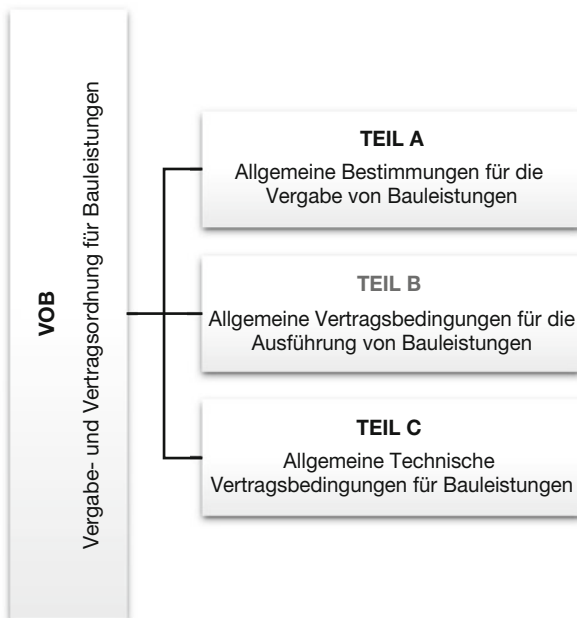 VOB
Vergabe- und Vertragsordnung für Bauleistungen
TEIL A
Allgemeine Bestimmungen für die
Vergabe von Bauleistungen
TEIL B
Allgemeine Vertragsbedingungen für die
Ausführung von Bauleistungen
TEIL C
Allgemeine Technische
Vertragsbedingungen für Bauleistungen